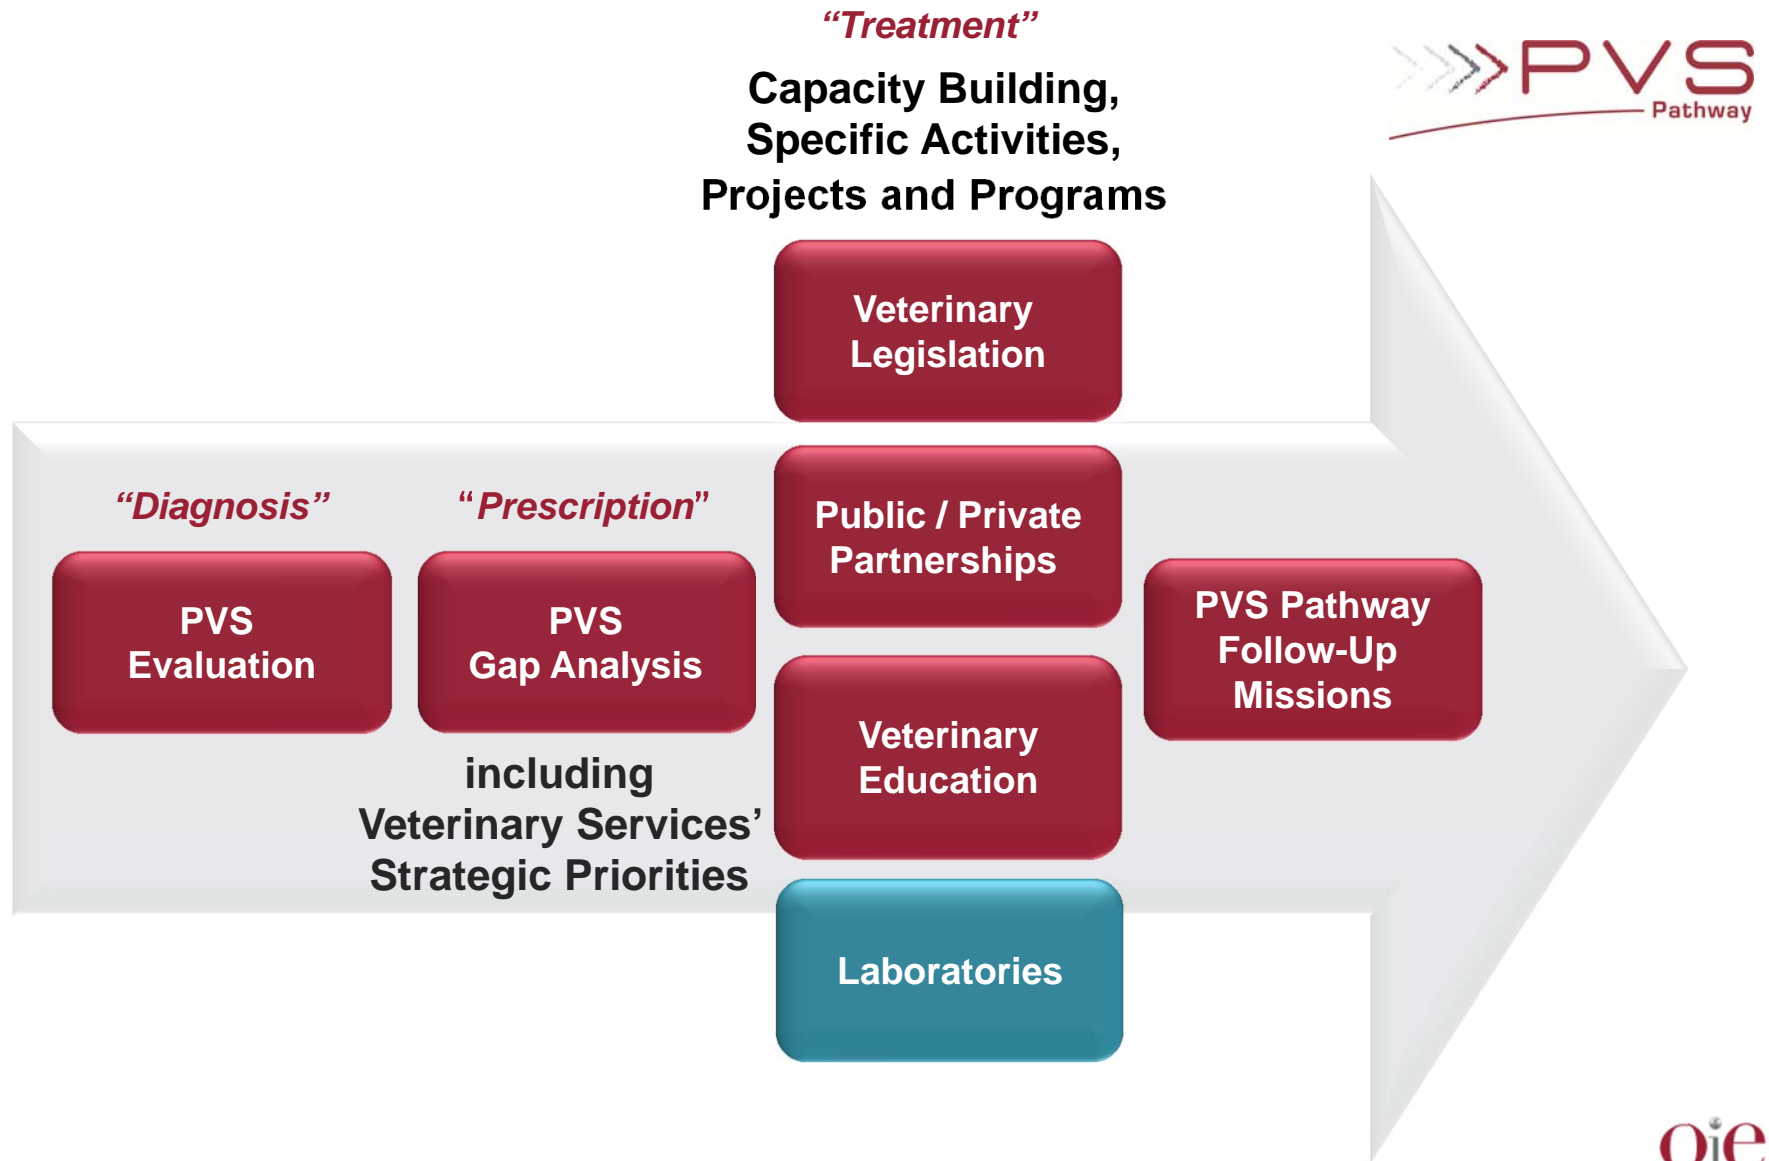 “Treatment”
Capacity Building,
Specific Activities,
Projects and Programs
PVS
Pathway
Veterinary
Legislation
“Diagnosis”
“Prescription”
Public / Private
Partnerships
PVS
Evaluation
PVS
Gap Analysis
PVS Pathway
Follow-Up
Missions
including
Veterinary Services’
Strategic Priorities
Veterinary
Education
Laboratories
oie